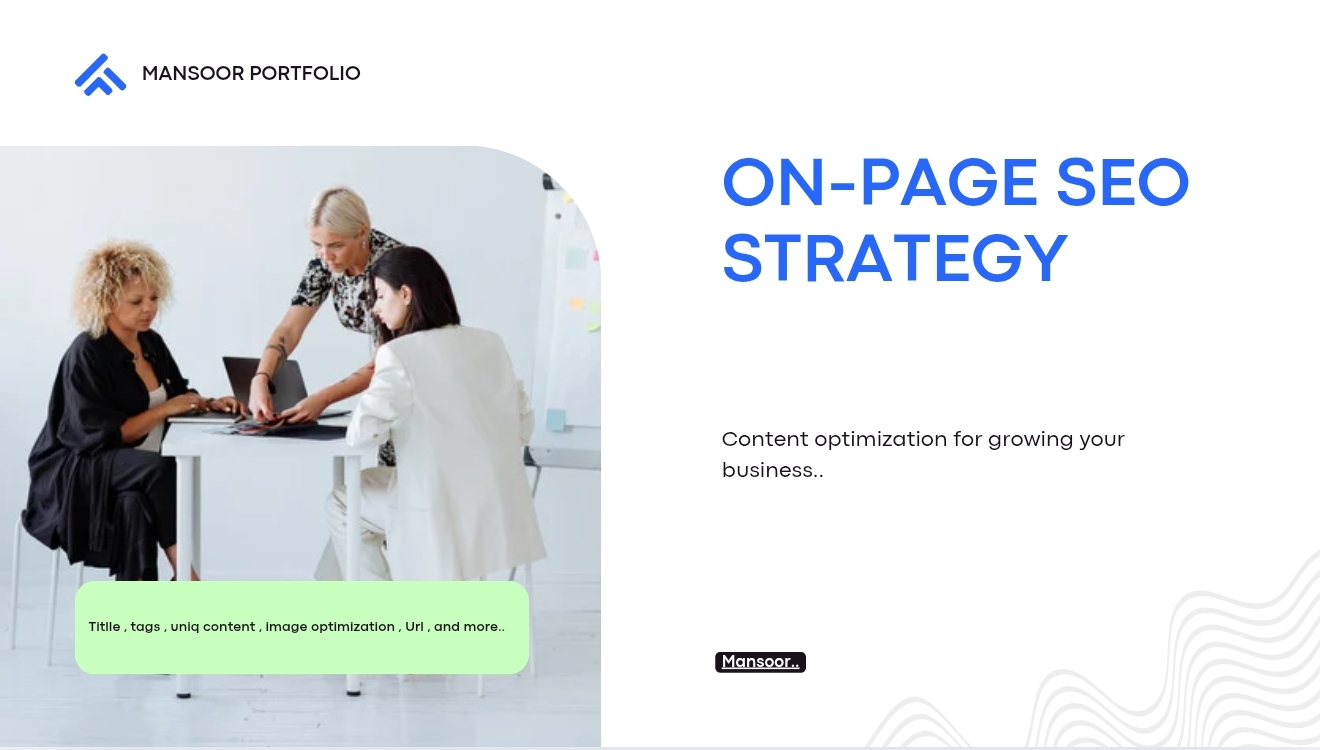 MANSOOR PORTFOLIO
ON-PAGE SEO
STRATEGY
Content optimization for growing your
business..
Titlle , tags , uniq content , image optimization , Url , and more..
Mansoor..